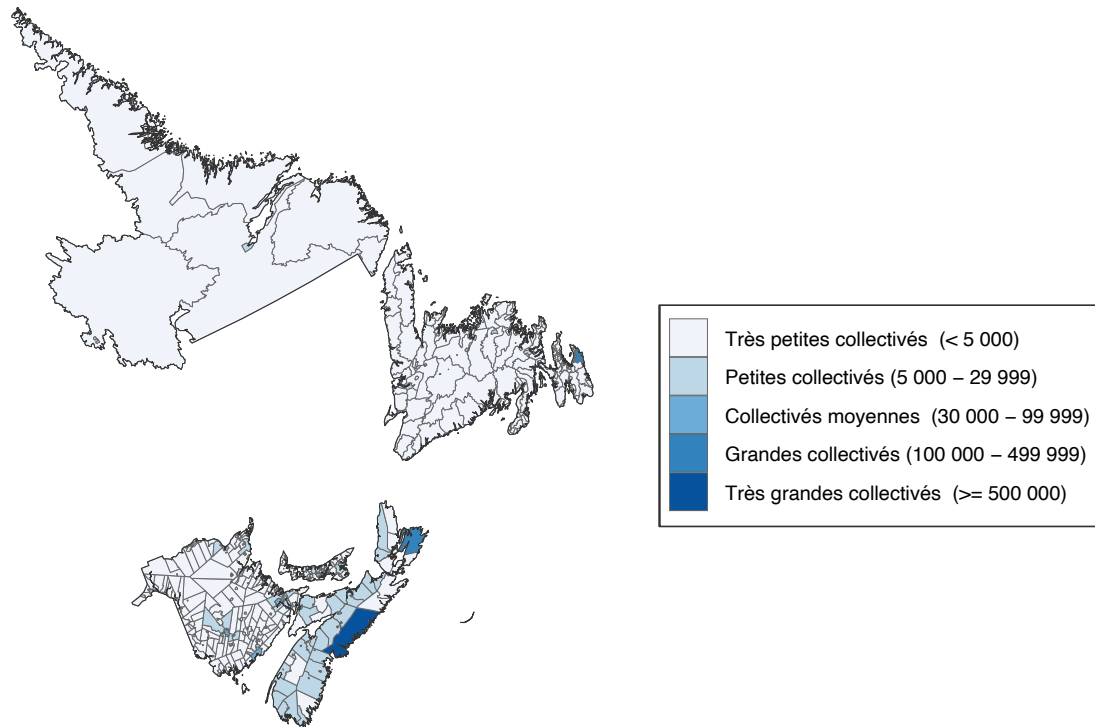 Très petites collectivés (< 5 000)
Petites collectivés (5 000 – 29 999)
Collectivés moyennes (30 000 – 99 999)
Grandes collectivés (100 000 – 499 999)
Très grandes collectivés (>= 500 000)